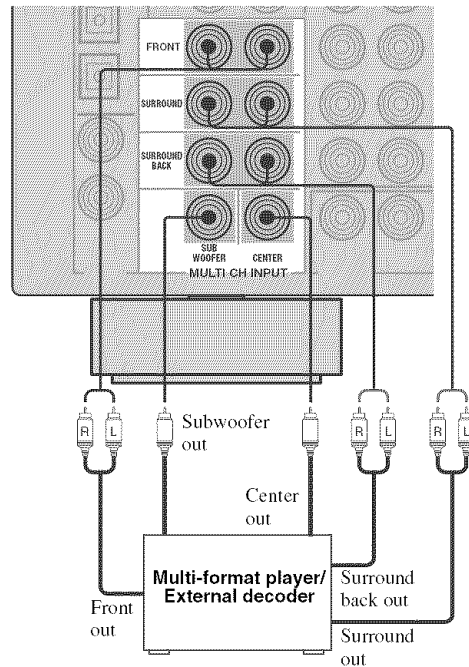 FRONT
SURROUND
SURROUND
BACK
SUB
WOOFER
CENTER
MULTI CH INPUT
R
L
Subwoofer
out
R
L
R
L
Center
out
Multi-format player/
External decoder
Front
out
Surround
back out
Surround
out